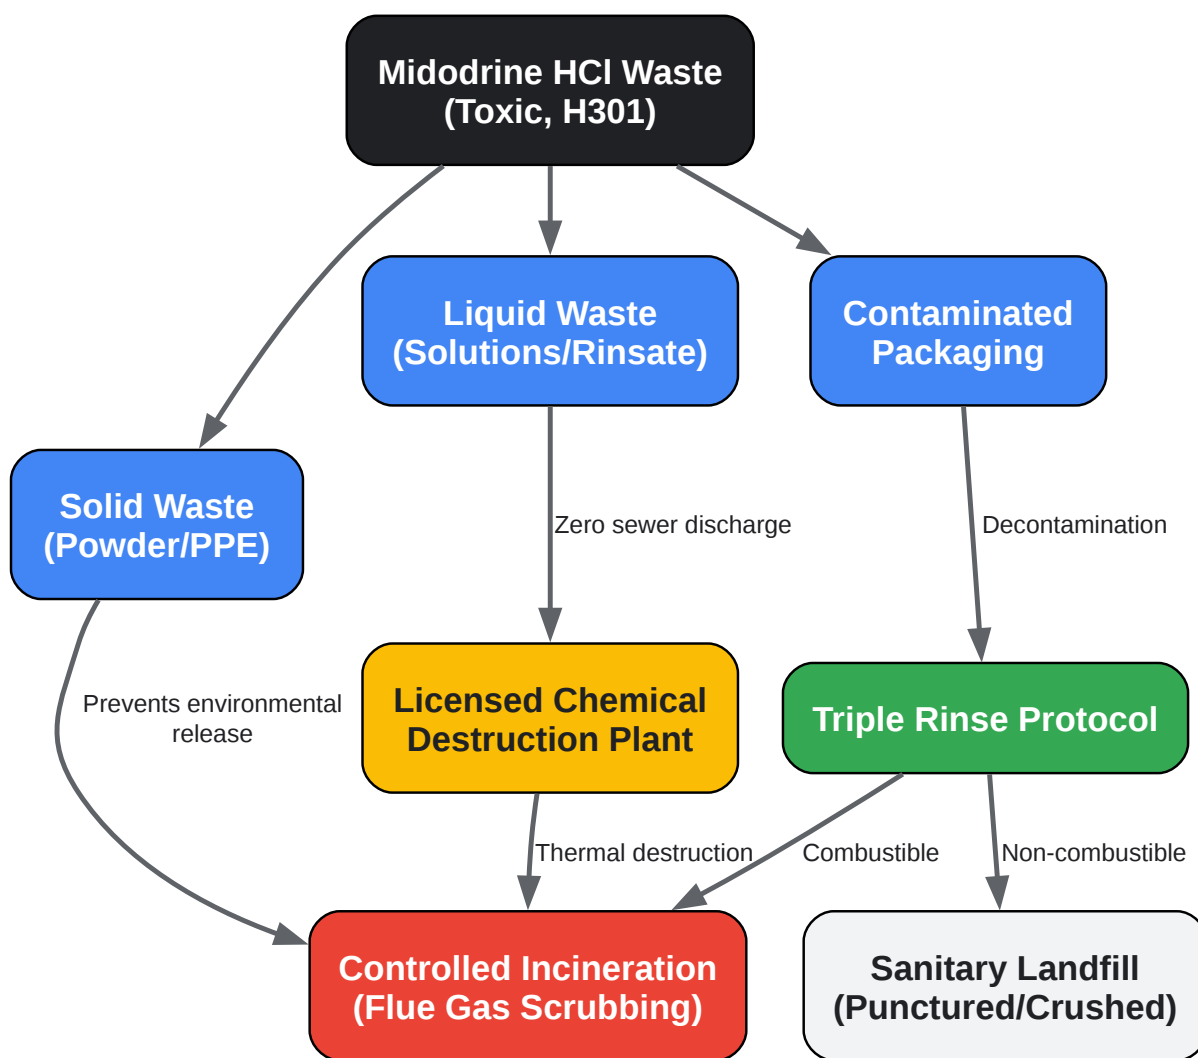 Midodrine HCl Waste
(Toxic, H301)
Liquid Waste
(Solutions/Rinsate)
Contaminated
Packaging
Solid Waste
(Powder/PPE)
Zero sewer discharge
Decontamination
Prevents environmental
release
Licensed Chemical
Destruction Plant
Triple Rinse Protocol
Thermal destruction
Combustible
Non-combustible
Controlled Incineration
(Flue Gas Scrubbing)
Sanitary Landfill
(Punctured/Crushed)